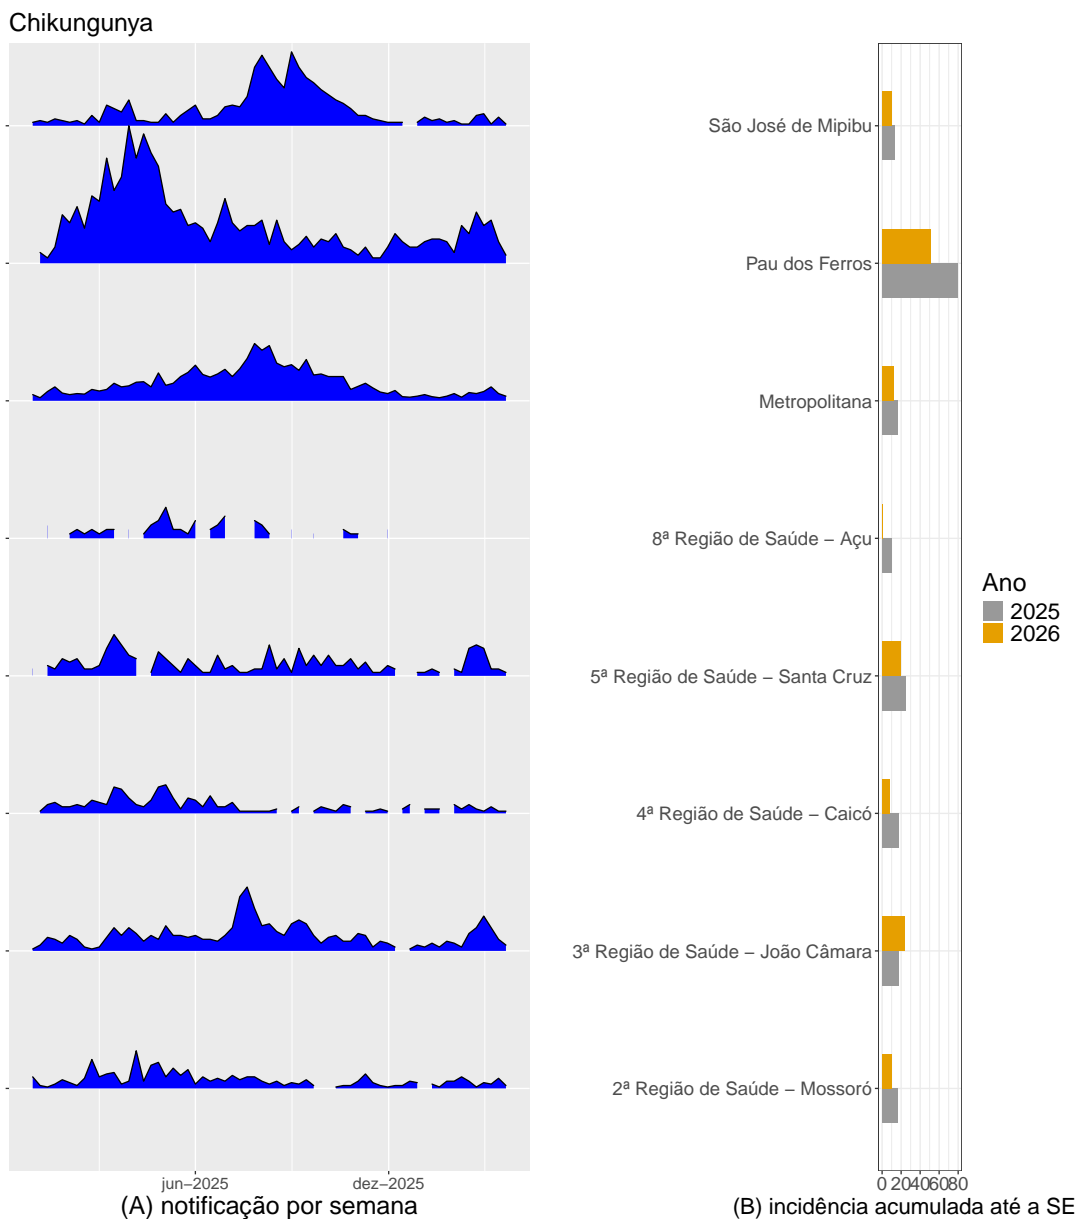 Chikungunya
São José de Mipibu
Pau dos Ferros
Metropolitana
8ª Região de Saúde – Açu
5ª Região de Saúde – Santa Cruz
4ª Região de Saúde – Caicó
3ª Região de Saúde – João Câmara
2ª Região de Saúde – Mossoró
Ano
2025
2026
jun–2025 dez–2025
0 20 40 60 80
(A) notificação por semana
(B) incidência acumulada até a SE